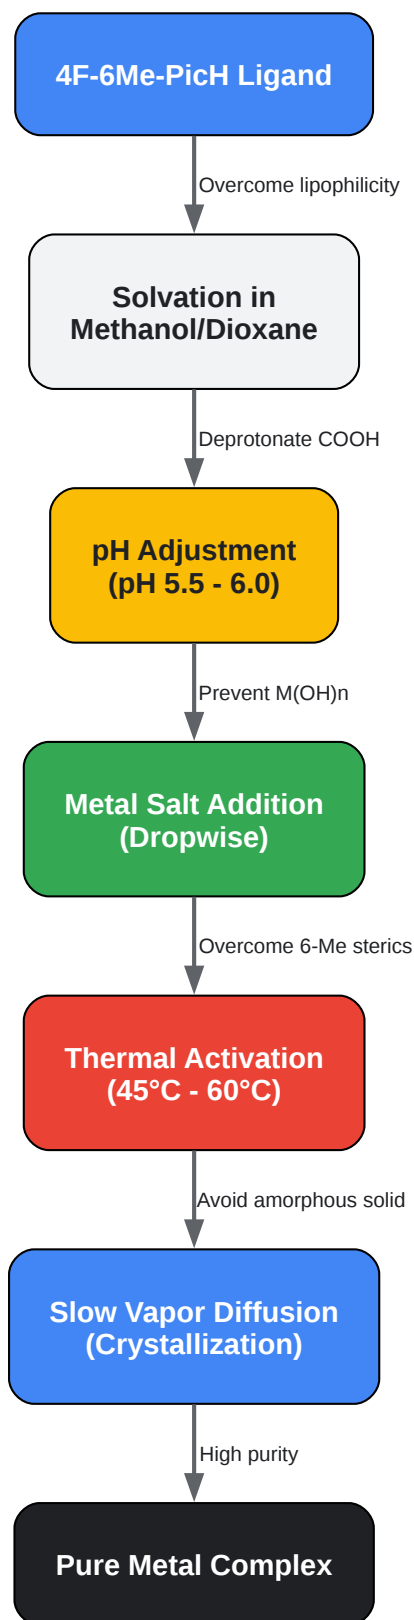 4F-6Me-PicH Ligand
Overcome lipophilicity
Solvation in
Methanol/Dioxane
Deprotonate COOH
pH Adjustment
(pH 5.5 - 6.0)
Prevent M(OH)n
Metal Salt Addition
(Dropwise)
Overcome 6-Me sterics
Thermal Activation
(45°C - 60°C)
Avoid amorphous solid
Slow Vapor Diffusion
(Crystallization)
High purity
Pure Metal Complex